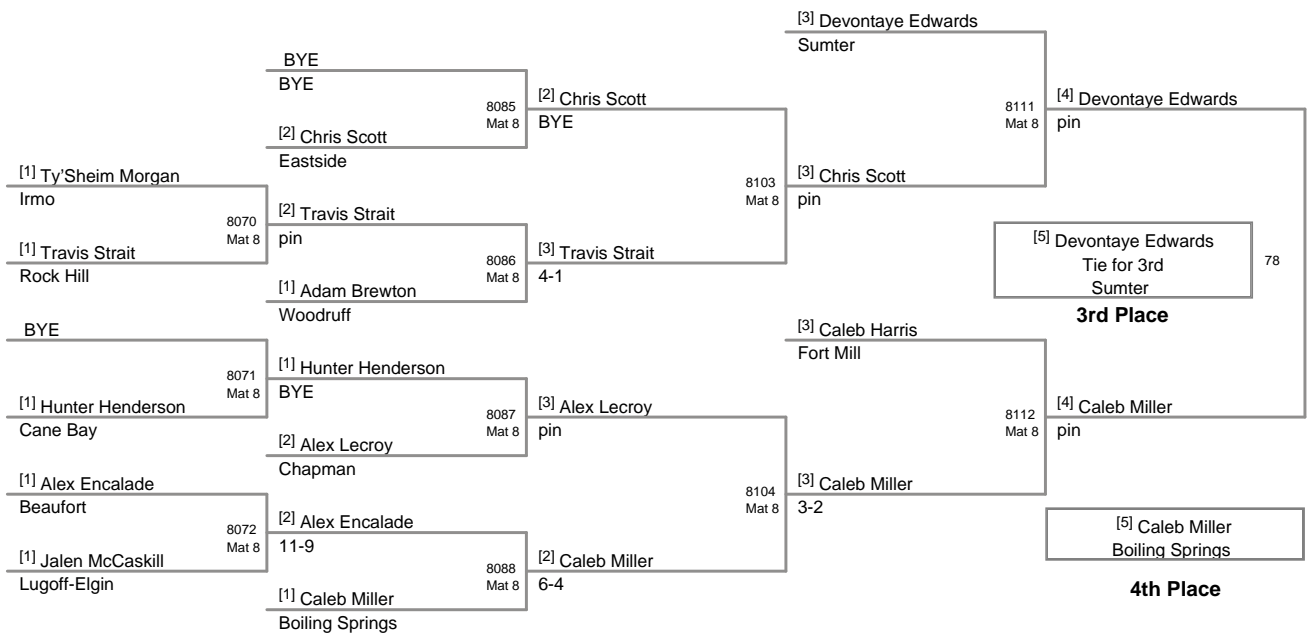 [3] Devontaye Edwards
Sumter
BYE
BYE
8085
Mat 8
[2] Chris Scott
BYE
8111
Mat 8
[4] Devontaye Edwards
pin
[2] Chris Scott
Eastside
[1] Ty'Sheim Morgan
Irmo
8103
Mat 8
[3] Chris Scott
pin
8070
Mat 8
[2] Travis Strait
pin
[1] Travis Strait
Rock Hill
8086
Mat 8
[3] Travis Strait
4-1
[5] Devontaye Edwards
Tie for 3rd
Sumter
78
3rd Place
[1] Adam Brewton
Woodruff
BYE
[3] Caleb Harris
Fort Mill
8071
Mat 8
[1] Hunter Henderson
BYE
[1] Hunter Henderson
Cane Bay
8087
Mat 8
[3] Alex Lecroy
pin
8112
Mat 8
[4] Caleb Miller
pin
[2] Alex Lecroy
Chapman
[1] Alex Encalade
Beaufort
8104
Mat 8
[3] Caleb Miller
3-2
8072
Mat 8
[2] Alex Encalade
11-9
[1] Jalen McCaskill
Lugoff-Elgin
8088
Mat 8
[2] Caleb Miller
6-4
[5] Caleb Miller
Boiling Springs
4th Place
[1] Caleb Miller
Boiling Springs